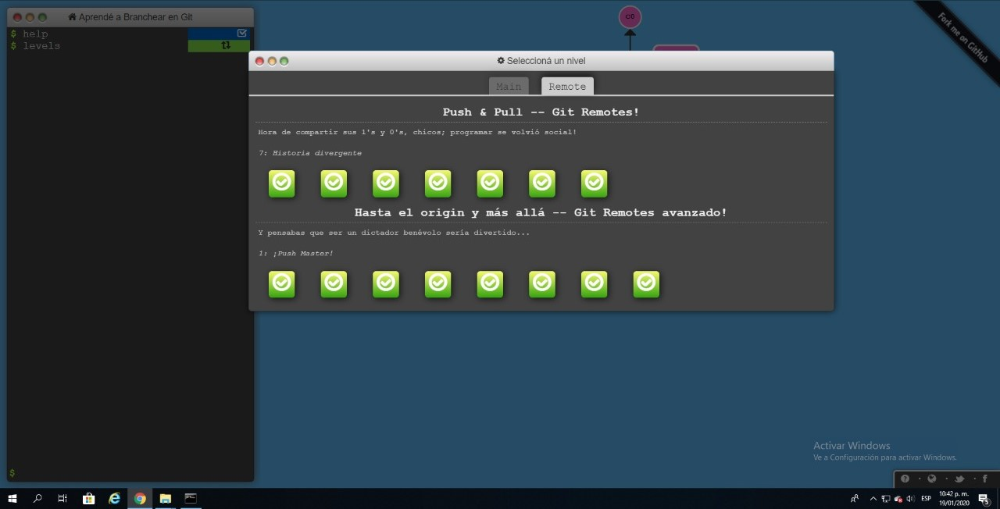 Aprendé a Branchear en Git
$ help
$ levels
$
C0
Fork me on GitHub
Seleccioná un nivel
Main
Remote
Push & Pull -- Git Remotes!
Hora de compartir sus 1's y 0's, chicos; programar se volvió social!
7: Historia divergente
Hasta el origin y más allá -- Git Remotes avanzado!
Y pensabas que ser un dictador benévolo sería divertido...
1: ¡Push Master!
Activar Windows
Ve a Configuración para activar Windows.
ESP
10:42 p. m.
19/01/2020
5